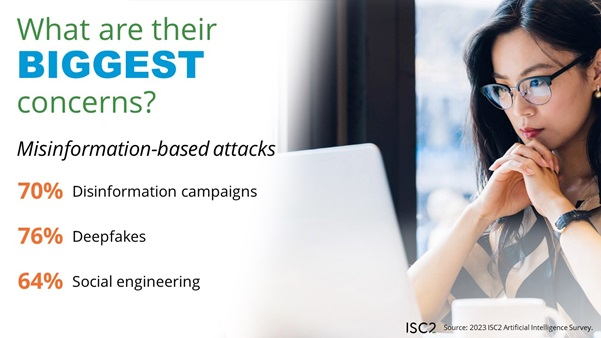 What are their
BIGGEST
concerns?
Misinformation-based attacks
70% Disinformation campaigns
76% Deepfakes
64% Social engineering
ISC2 Source: 2023 ISC2 Artificial Intelligence Survey.